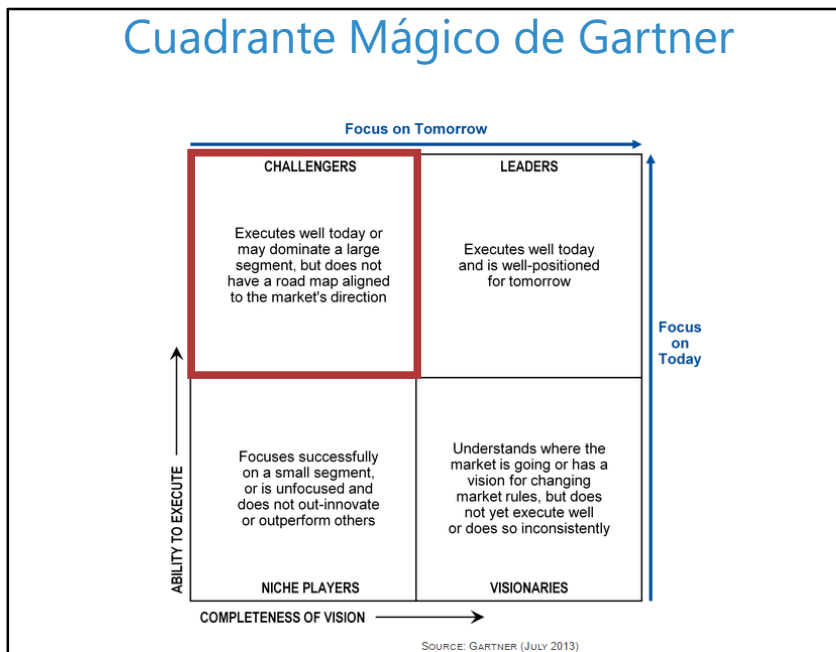 Cuadrante Mágico de Gartner
Focus on Tomorrow
CHALLENGERS
Executes well today or
may dominate a large
segment, but does not
have a road map aligned
to the market's direction
LEADERS
Executes well today
and is well-positioned
for tomorrow
Focus
on
Today
ABILITY TO EXECUTE
Focuses successfully
on a small segment,
or is unfocused and
does not out-innovate
or outperform others
NICHE PLAYERS
Understands where the
market is going or has a
vision for changing
market rules, but does
not yet execute well
or does so inconsistently
VISIONARIES
COMPLETENESS OF VISION
SOURCE: GARTNER (JULY 2013)